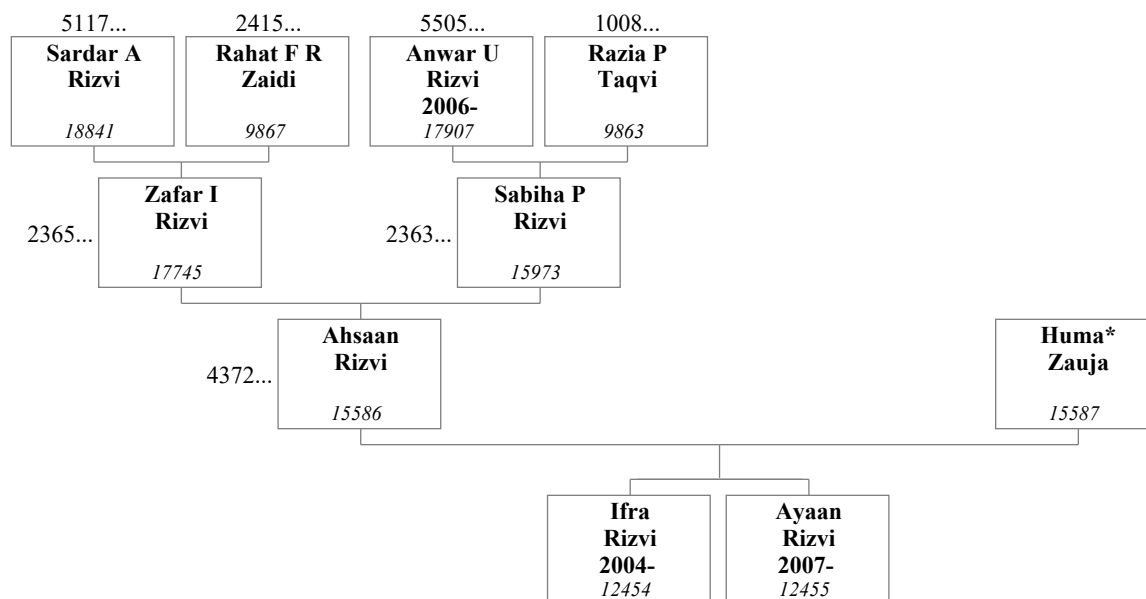 5117... 2415... 5505... 1008...
Sardar A
Rizvi
18841
Rahat F R
Zaidi
9867
Anwar U
Rizvi
2006-
17907
Razia P
Taqvi
9863
2365...
Zafar I
Rizvi
17745
2363...
Sabiha P
Rizvi
15973
4372...
Ahsaan
Rizvi
15586
Huma*
Zauja
15587
Ifra
Rizvi
2004-
12454
Ayaan
Rizvi
2007-
12455